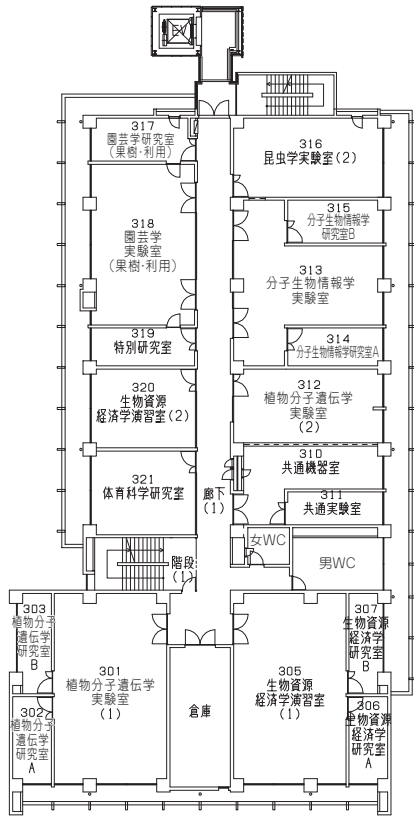 EV
317
園芸学研究室
(果樹・利用)
316
昆虫学実験室(2)
315
分子生物情報学
研究室B
318
園芸学
実験室
(果樹・利用)
313
分子生物情報学
実験室
319
特別研究室
314
分子生物情報学研究室A
320
生物資源
経済学演習室(2)
312
植物分子遺伝学
実験室
(2)
310
共通機器室
321
体育科学研究室
廊下
(1)
311
共通実験室
女WC
男WC
階段
(1)
303
植物分子
遺伝学
研究室
B
307
生物資源
経済学
研究室
B
301
植物分子遺伝学
実験室
(1)
305
生物資源
経済学演習室
(1)
倉庫
302
植物分子
遺伝学
研究室
A
306
生物資源
経済学
研究室
A